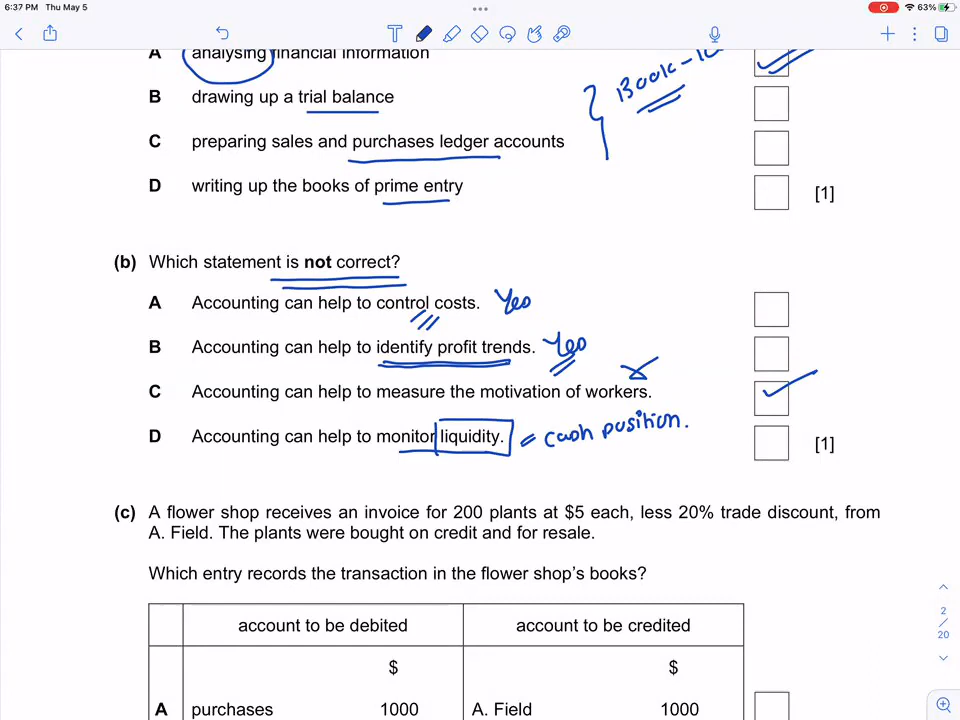 6:37 PM Thu May 5
63%
A analysing financial information
B drawing up a trial balance
Book-
C preparing sales and purchases ledger accounts
D writing up the books of prime entry [1]
(b) Which statement is not correct?
A Accounting can help to control costs. Yes
B Accounting can help to identify profit trends. Yes
C Accounting can help to measure the motivation of workers.
D Accounting can help to monitor liquidity. = cash position. [1]
(c) A flower shop receives an invoice for 200 plants at $5 each, less 20% trade discount, from
A. Field. The plants were bought on credit and for resale.
Which entry records the transaction in the flower shop's books?
account to be debited account to be credited
$ $
A purchases 1000 A. Field 1000
2
/
20